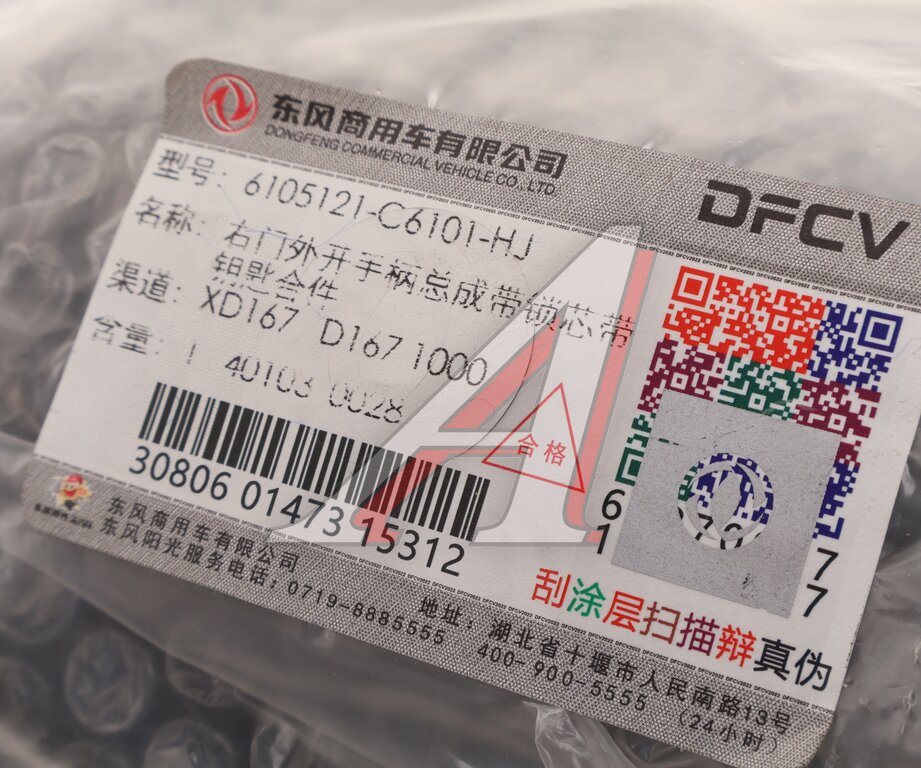 东风商用车有限公司
DONGFENG COMMERCIAL VEHICLE CO., LTD
DFCV
型号: 6105121-C6101-HJ
名称: 右门外开手柄总成带锁芯带
钥匙合件
渠道: XD167 D167 1000
含量: 1 40103 0028
合格
30806 01473 15312
6 7
1 7
刮涂层扫描辩真伪
东风商用车有限公司 地址: 湖北省十堰市人民南路13号
东风阳光服务电话: 0719-8885555 400-900-5555 (24小时)